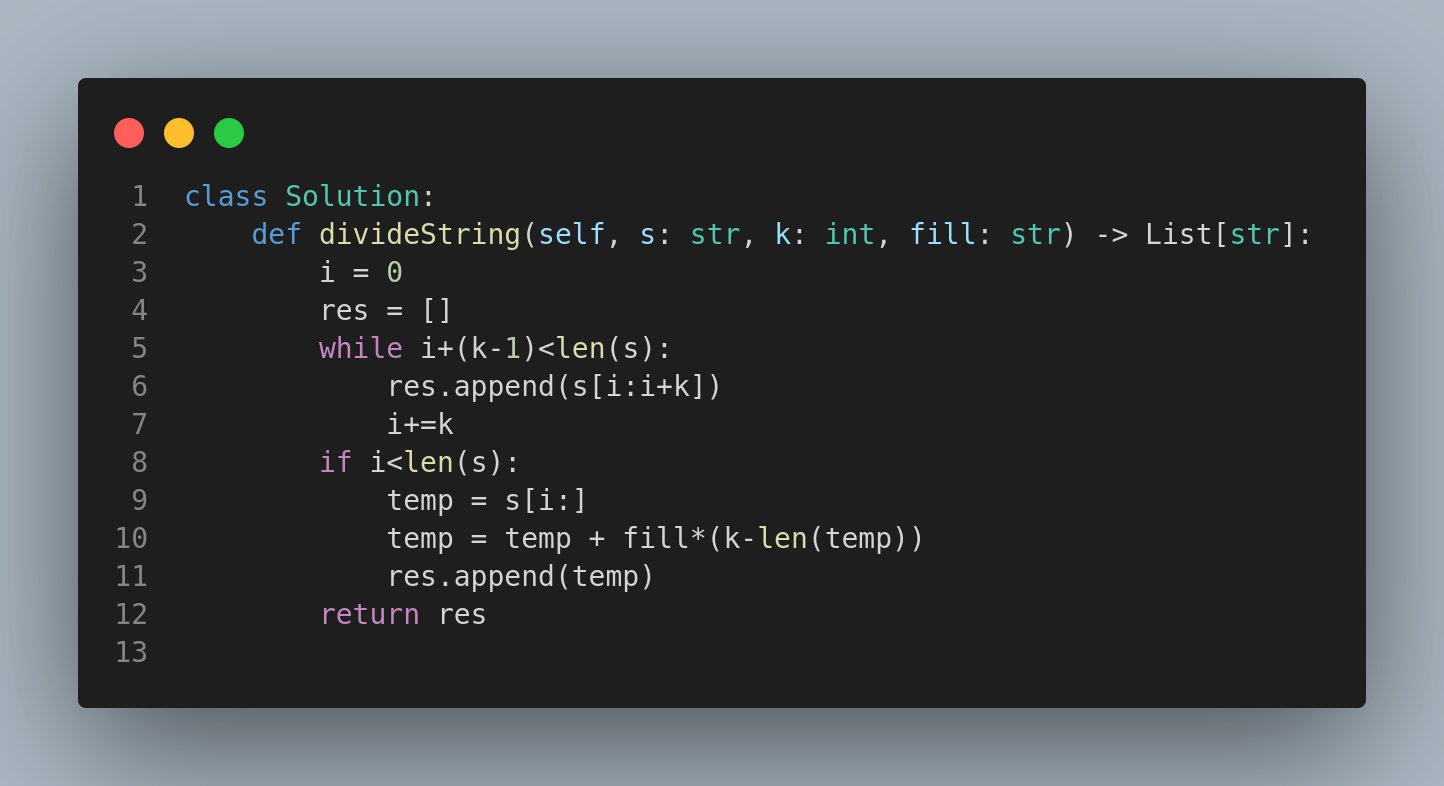 1 class Solution:
2     def divideString(self, s: str, k: int, fill: str) -> List[str]:
3         i = 0
4         res = []
5         while i+(k-1)<len(s):
6             res.append(s[i:i+k])
7             i+=k
8         if i<len(s):
9             temp = s[i:]
10             temp = temp + fill*(k-len(temp))
11             res.append(temp)
12         return res
13